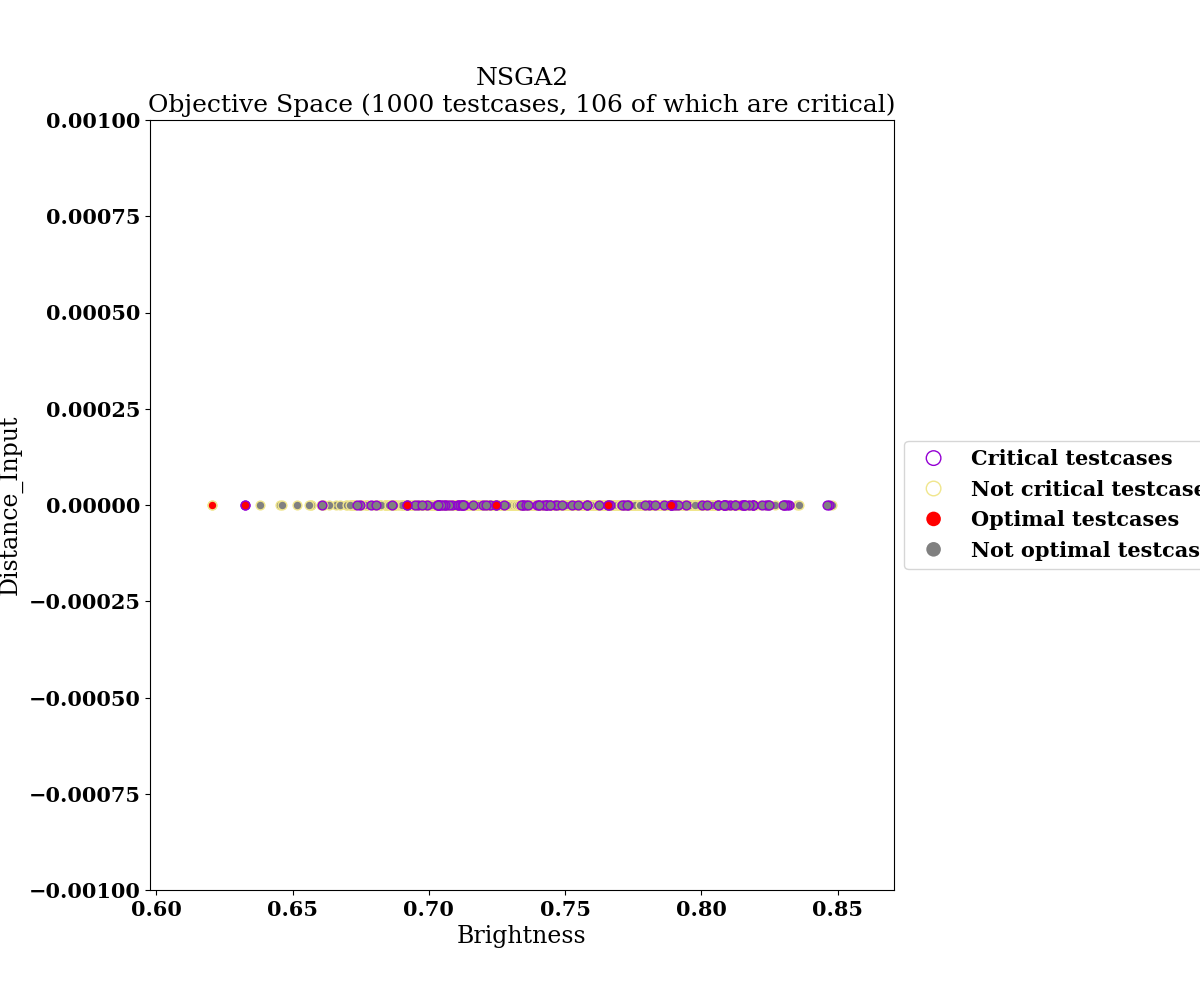 NSGA2
Objective Space (1000 testcases, 106 of which are critical)
0.00100
0.00075
0.00050
0.00025
0.00000
−0.00025
−0.00050
−0.00075
−0.00100
Distance_Input
0.60 0.65 0.70 0.75 0.80 0.85
Brightness
Critical testcases
Not critical testcase
Optimal testcases
Not optimal testcas